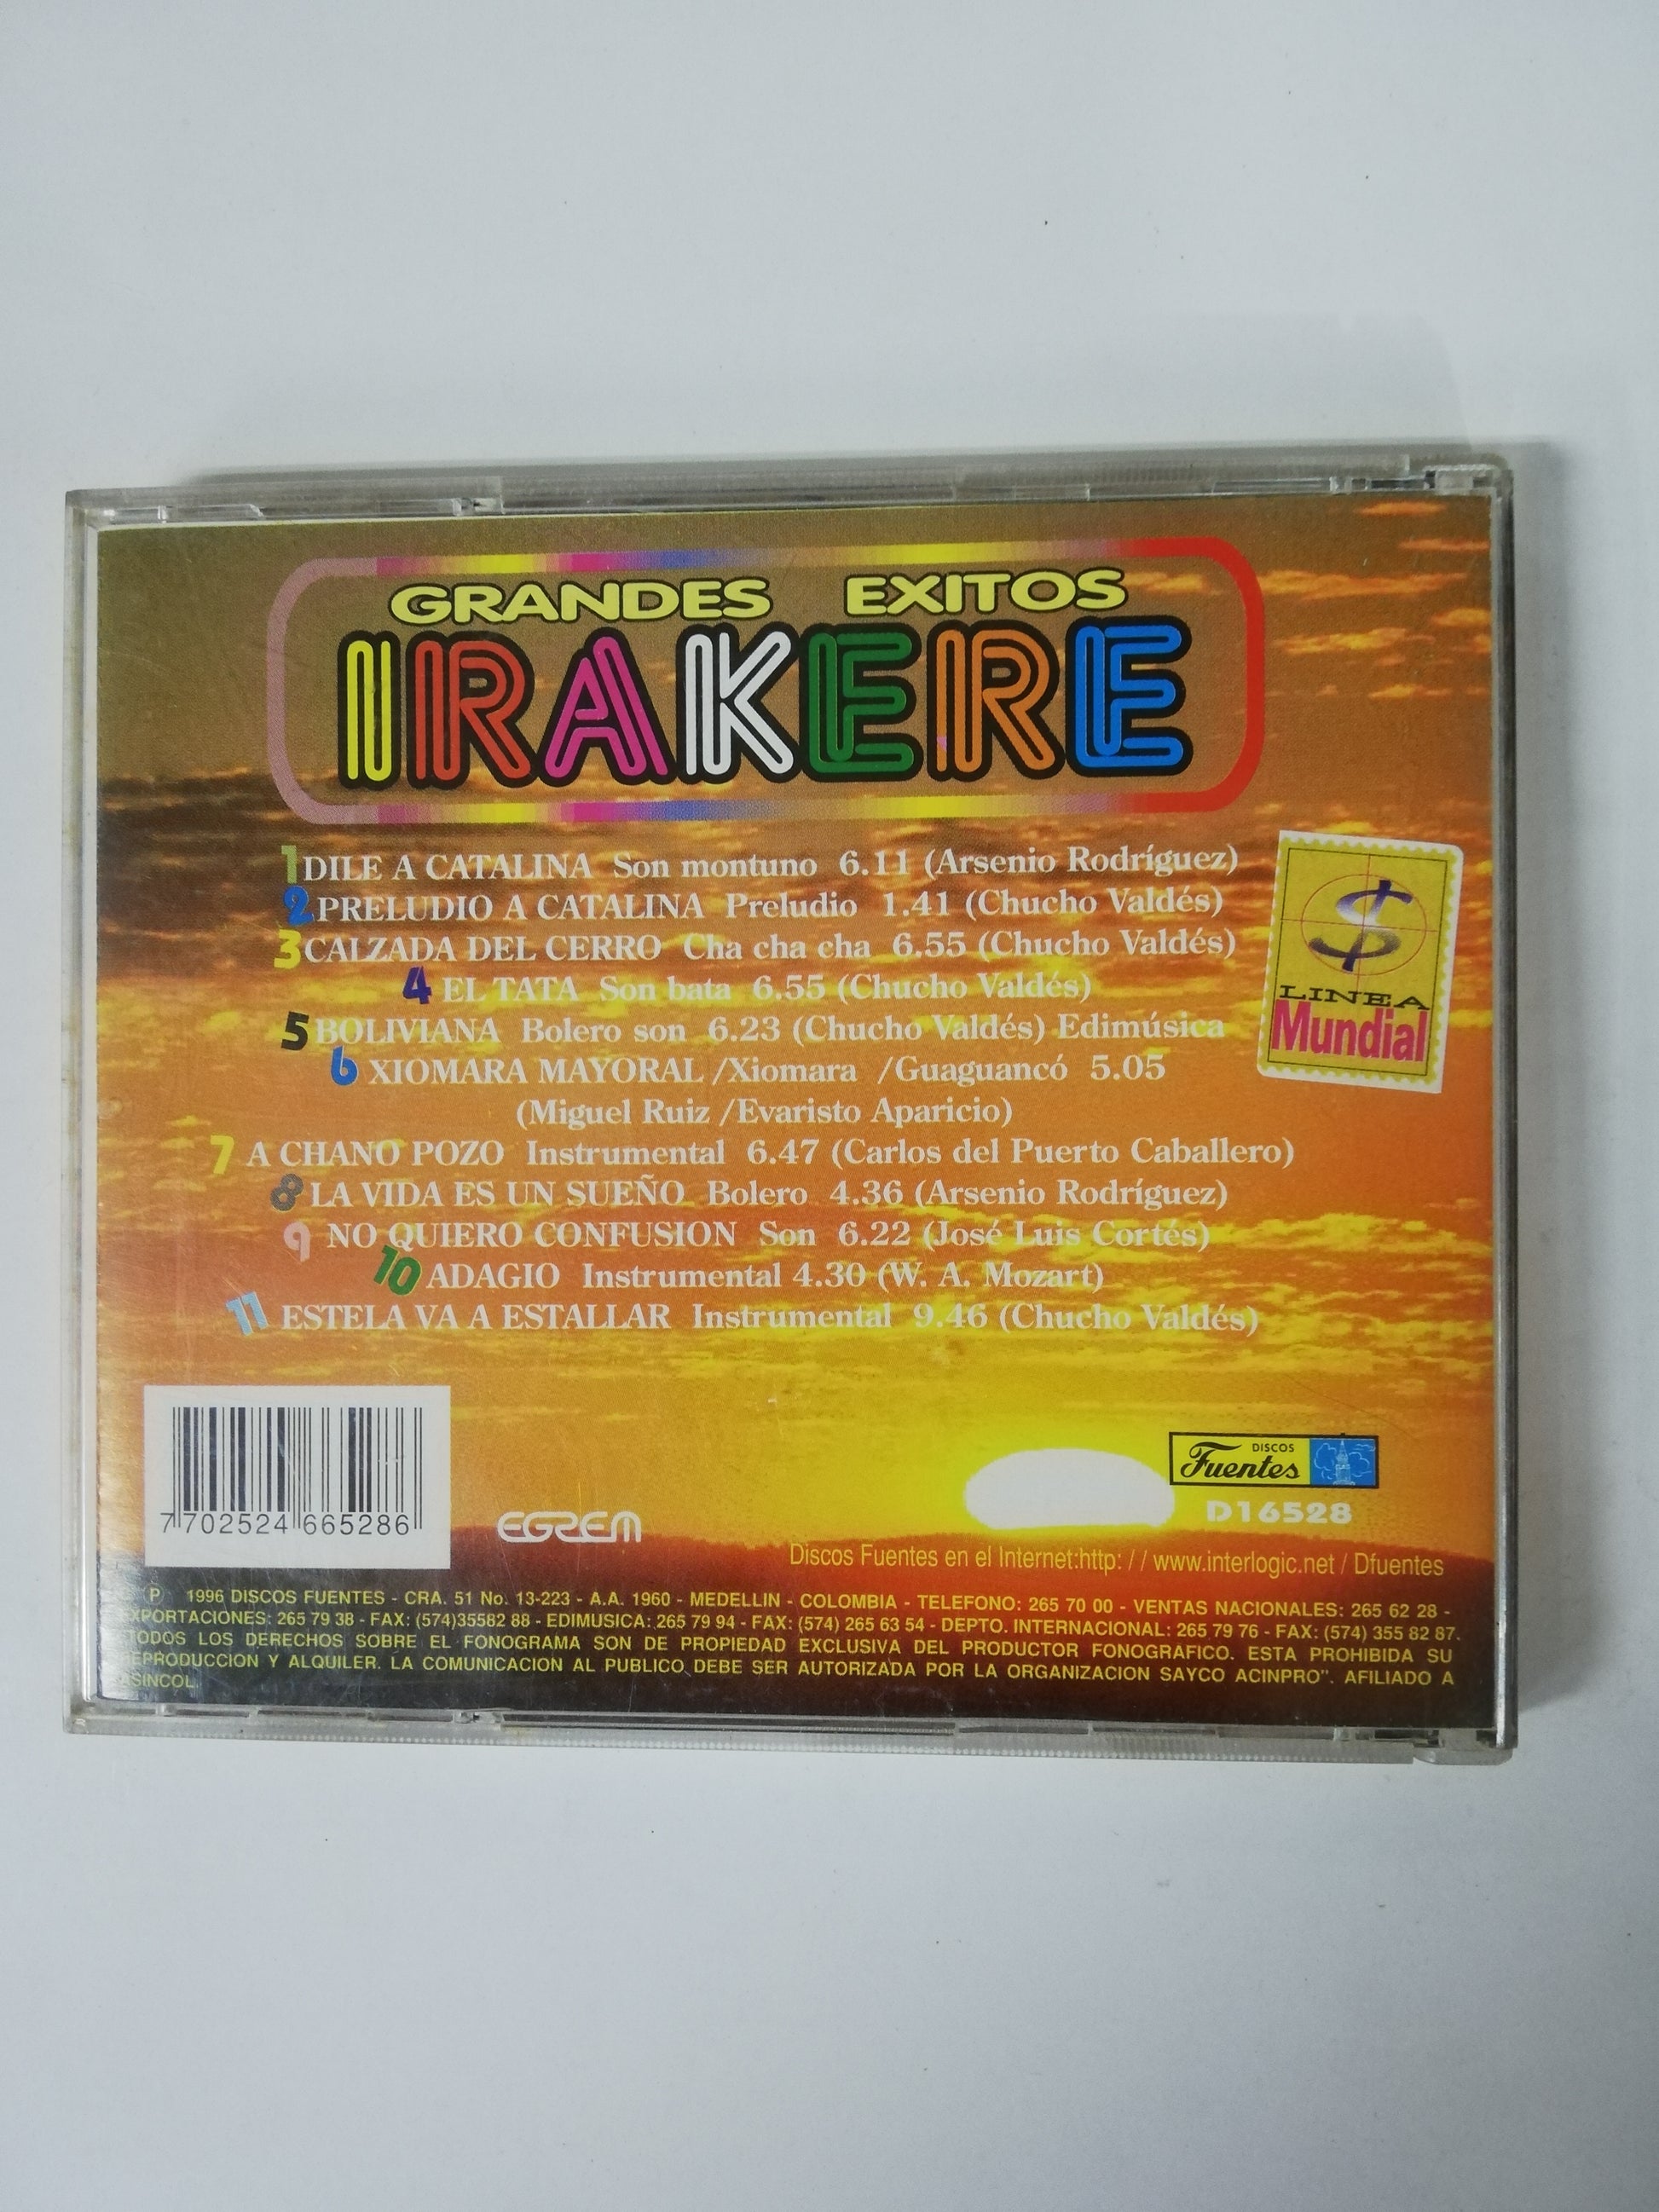 GRANDES EXITOS
IRAKERE
1 DILE A CATALINA Son montuno 6.11 (Arsenio Rodríguez)
2 PRELUDIO A CATALINA Preludio 1.41 (Chucho Valdés)
3 CALZADA DEL CERRO Cha cha cha 6.55 (Chucho Valdés)
4 EL TATA Son bata 6.55 (Chucho Valdés)
5 BOLIVIANA Bolero son 6.23 (Chucho Valdés) Edimúsica
6 XIOMARA MAYORAL /Xiomara /Guaguancó 5.05
(Miguel Ruiz /Evaristo Aparicio)
7 A CHANO POZO Instrumental 6.47 (Carlos del Puerto Caballero)
8 LA VIDA ES UN SUEÑO Bolero 4.36 (Arsenio Rodríguez)
9 NO QUIERO CONFUSION Son 6.22 (José Luis Cortés)
10 ADAGIO Instrumental 4.30 (W. A. Mozart)
11 ESTELA VA A ESTALLAR Instrumental 9.46 (Chucho Valdés)
$
LINEA
Mundial
7 702524 665286
EGREM
DISCOS
Fuentes
D16528
Discos Fuentes en el Internet:http: / / www.interlogic.net / Dfuentes
P 1996 DISCOS FUENTES - CRA. 51 No. 13-223 - A.A. 1960 - MEDELLIN - COLOMBIA - TELEFONO: 265 70 00 - VENTAS NACIONALES: 265 62 28 -
EXPORTACIONES: 265 79 38 - FAX: (574)35582 88 - EDIMUSICA: 265 79 94 - FAX: (574) 265 63 54 - DEPTO. INTERNACIONAL: 265 79 76 - FAX: (574) 355 82 87.
"TODOS LOS DERECHOS SOBRE EL FONOGRAMA SON DE PROPIEDAD EXCLUSIVA DEL PRODUCTOR FONOGRAFICO. ESTA PROHIBIDA SU
REPRODUCCION Y ALQUILER. LA COMUNICACION AL PUBLICO DEBE SER AUTORIZADA POR LA ORGANIZACION SAYCO ACINPRO". AFILIADO A
ASINCOL.